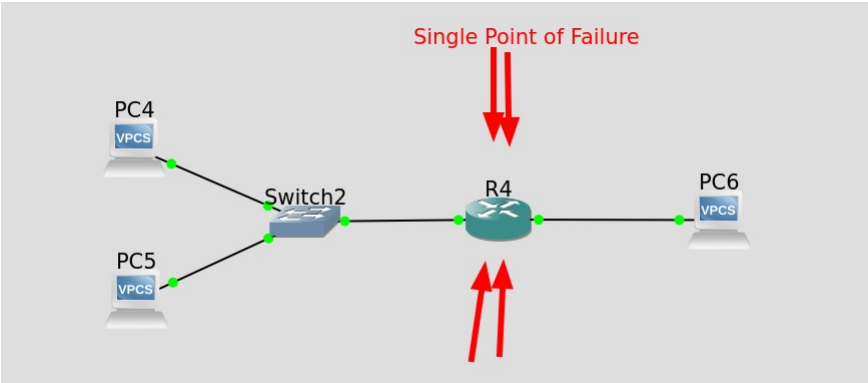 Single Point of Failure
PC4
VPCS
Switch2
R4
PC6
VPCS
PC5
VPCS